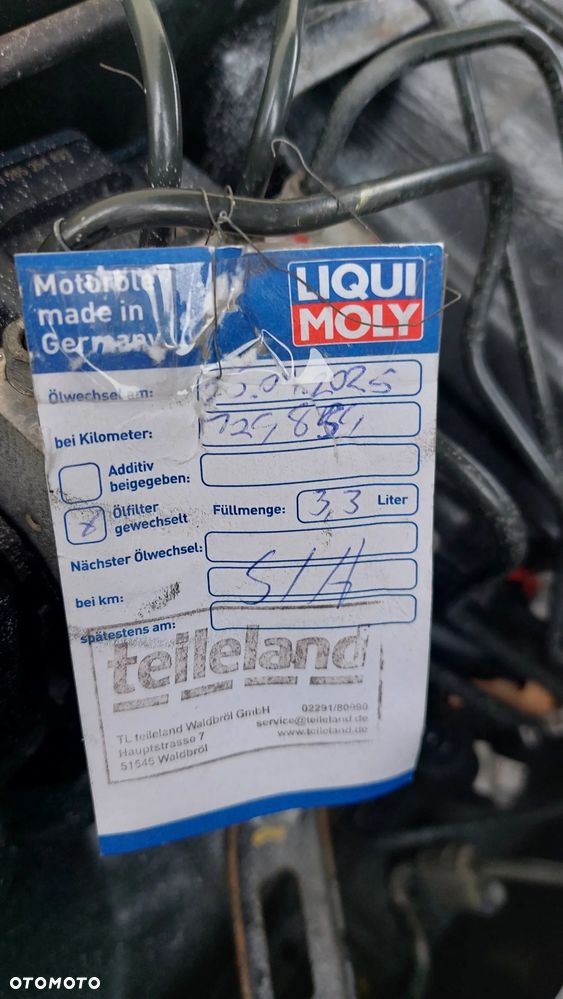 Motoröle
made in
Germany
LIQUI
MOLY
Ölwechsel am: 2025
bei Kilometer:
Additiv
beigegeben:
x Ölfilter
gewechselt
Füllmenge: 3,3 Liter
Nächster Ölwechsel:
bei km:
spätestens am:
teileland
TL teileland Waldbröl GmbH
Hauptstrasse 7
51545 Waldbröl
02291/80990
service@teileland.de
www.teileland.de
OTOMOTO